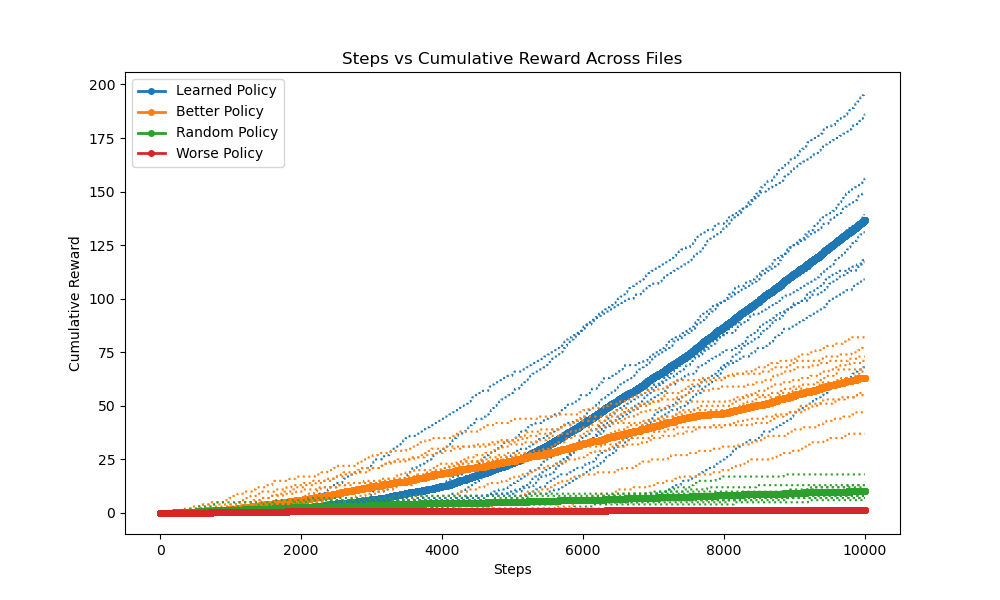 Steps vs Cumulative Reward Across Files
Learned Policy
Better Policy
Random Policy
Worse Policy
Cumulative Reward
200
175
150
125
100
75
50
25
0
0 2000 4000 6000 8000 10000
Steps